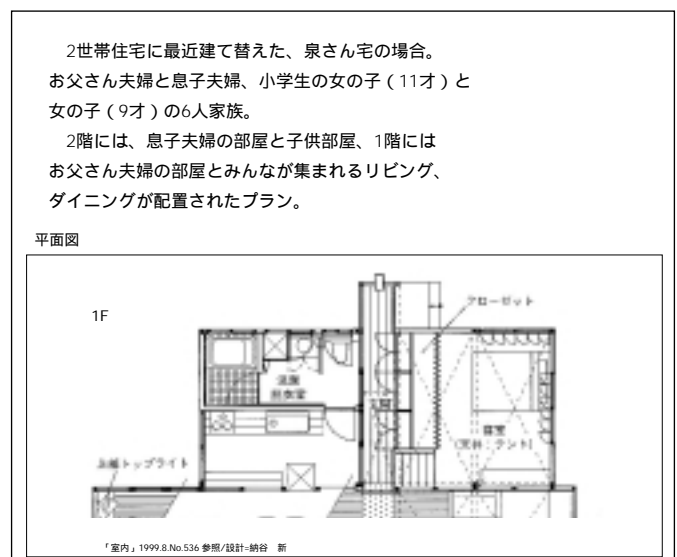 2世帯住宅に最近建て替えた、泉さん宅の場合。
お父さん夫婦と息子夫婦、小学生の女の子（11才）と
女の子（9才）の6人家族。
2階には、息子夫婦の部屋と子供部屋、1階には
お父さん夫婦の部屋とみんなが集まれるリビング、
ダイニングが配置されたプラン。
平面図
1F
クローゼット
寝室
(天井:テント)
上部トップライト
「室内」1999.8.No.536 参照/設計=納谷　新